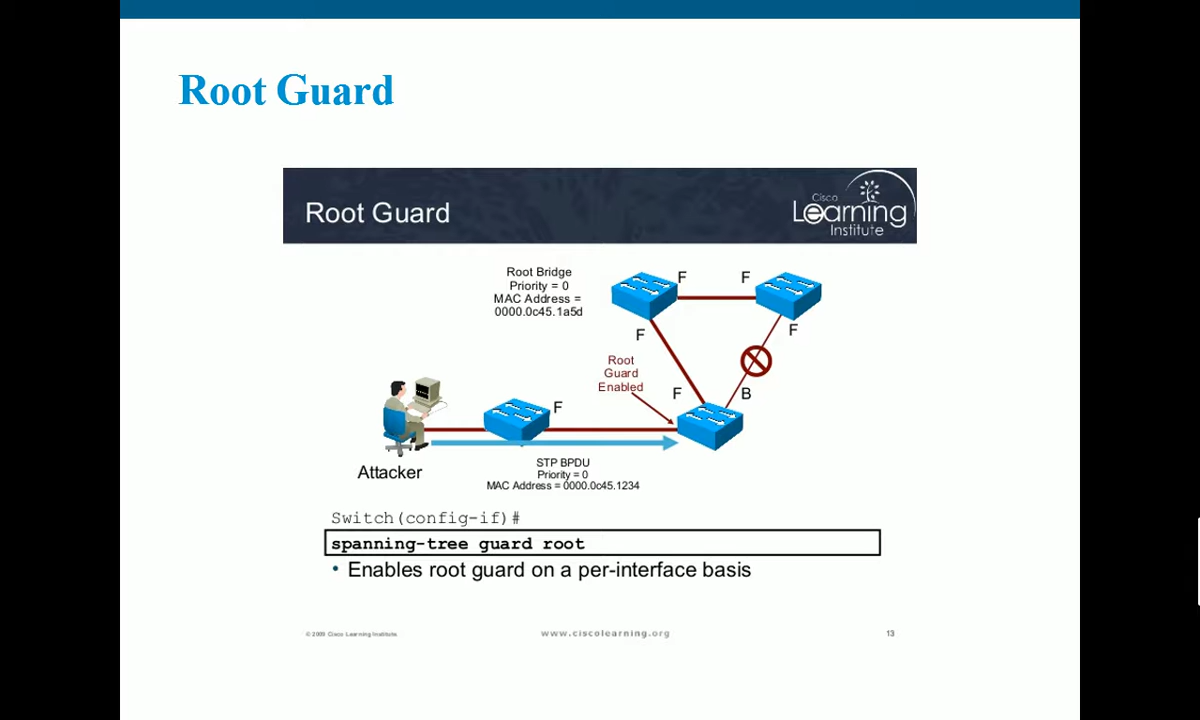 Root Guard
Root Guard
Cisco
Learning
Institute
Root Bridge
Priority = 0
MAC Address =
0000.0c45.1a5d
F
F
F
F
Root
Guard
Enabled
F
B
F
Attacker
STP BPDU
Priority = 0
MAC Address = 0000.0c45.1234
Switch(config-if)#
spanning-tree guard root
• Enables root guard on a per-interface basis
© 2009 Cisco Learning Institute.
www.ciscolearning.org
13